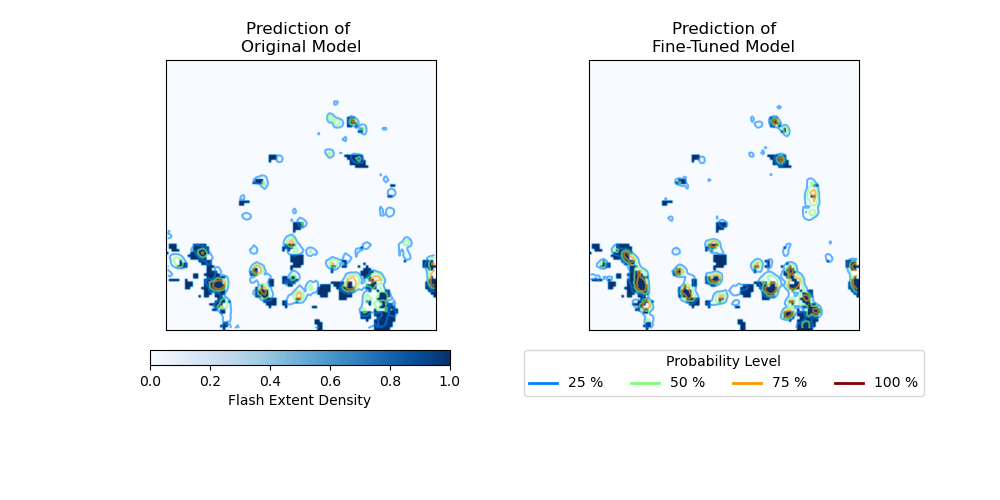 Prediction of
Original Model
Prediction of
Fine-Tuned Model
0.0 0.2 0.4 0.6 0.8 1.0
Flash Extent Density
Probability Level
25 % 50 % 75 % 100 %